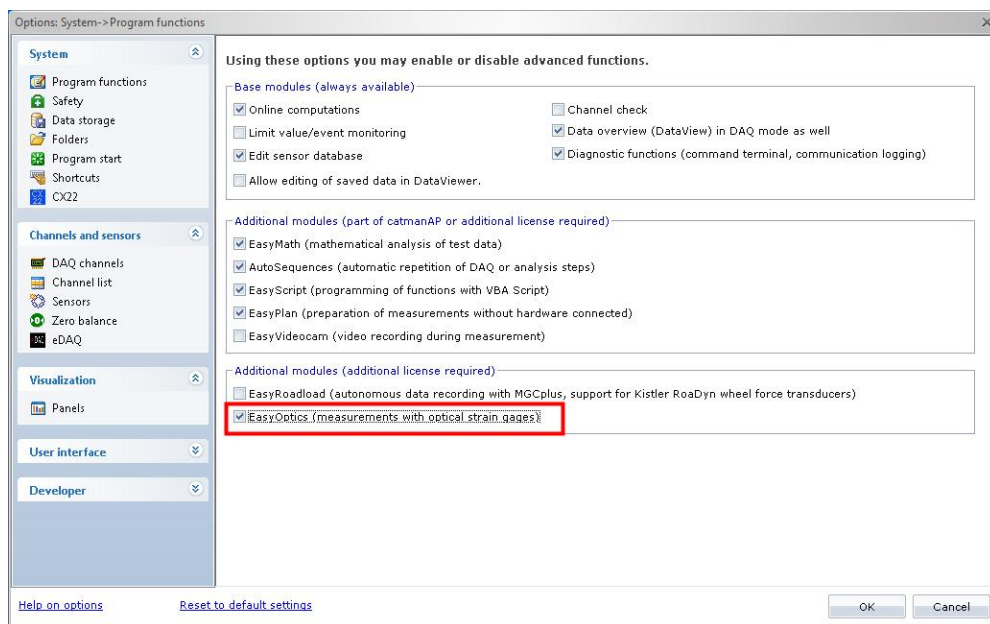 Options: System->Program functions
System
Program functions
Safety
Data storage
Folders
Program start
Shortcuts
CX22
Channels and sensors
DAQ channels
Channel list
Sensors
Zero balance
eDAQ
Visualization
Panels
User interface
Developer
Using these options you may enable or disable advanced functions.
Base modules (always available)
Online computations
Limit value/event monitoring
Edit sensor database
Allow editing of saved data in DataViewer.
Channel check
Data overview (DataView) in DAQ mode as well
Diagnostic functions (command terminal, communication logging)
Additional modules (part of catmanAP or additional license required)
EasyMath (mathematical analysis of test data)
AutoSequences (automatic repetition of DAQ or analysis steps)
EasyScript (programming of functions with VBA Script)
EasyPlan (preparation of measurements without hardware connected)
EasyVideocam (video recording during measurement)
Additional modules (additional license required)
EasyRoadload (autonomous data recording with MGCplus, support for Kistler RoaDyn wheel force transducers)
EasyOptics (measurements with optical strain gages)
Help on options
Reset to default settings
OK
Cancel